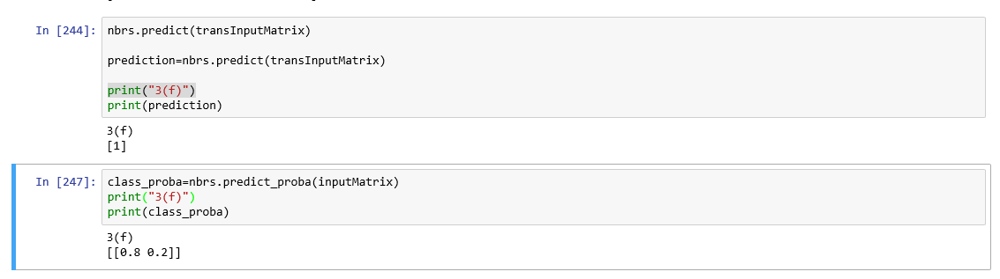 In [244]: nbrs.predict(transInputMatrix)
prediction=nbrs.predict(transInputMatrix)
print("3(f)")
print(prediction)
3(f)
[1]
In [247]: class_proba=nbrs.predict_proba(inputMatrix)
print("3(f)")
print(class_proba)
3(f)
[[0.8 0.2]]